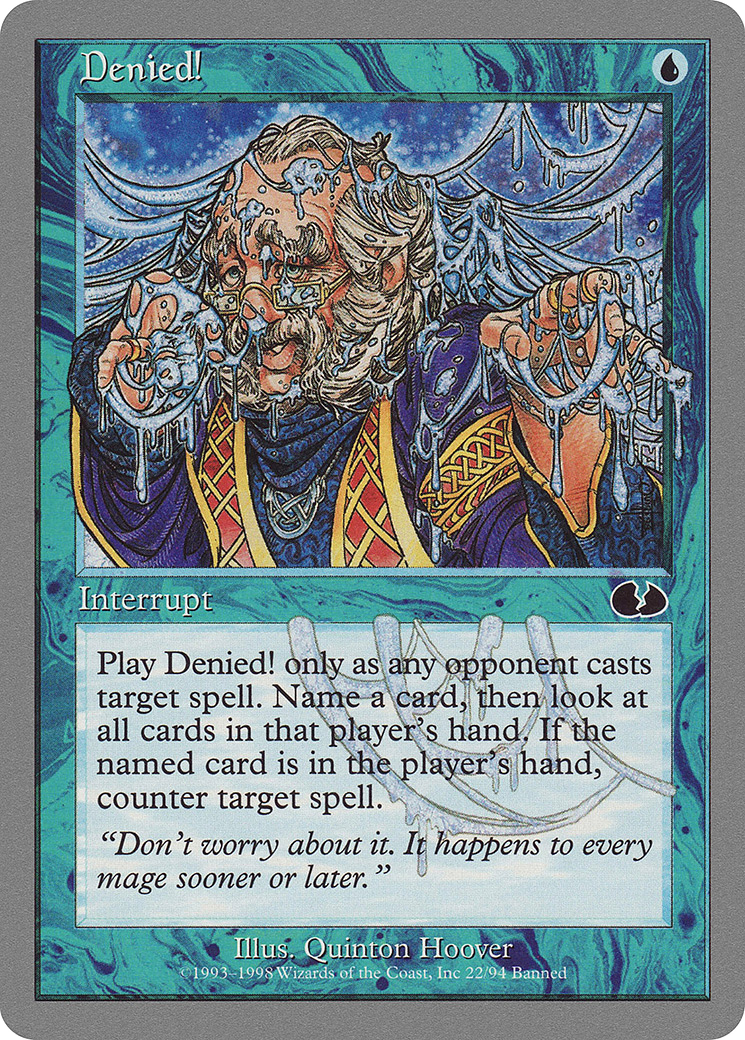 Denied!
Interrupt
Play Denied! only as any opponent casts
target spell. Name a card, then look at
all cards in that player's hand. If the
named card is in the player's hand,
counter target spell.
“Don't worry about it. It happens to every
mage sooner or later.”
Illus. Quinton Hoover
©1993–1998 Wizards of the Coast, Inc 22/94 Banned